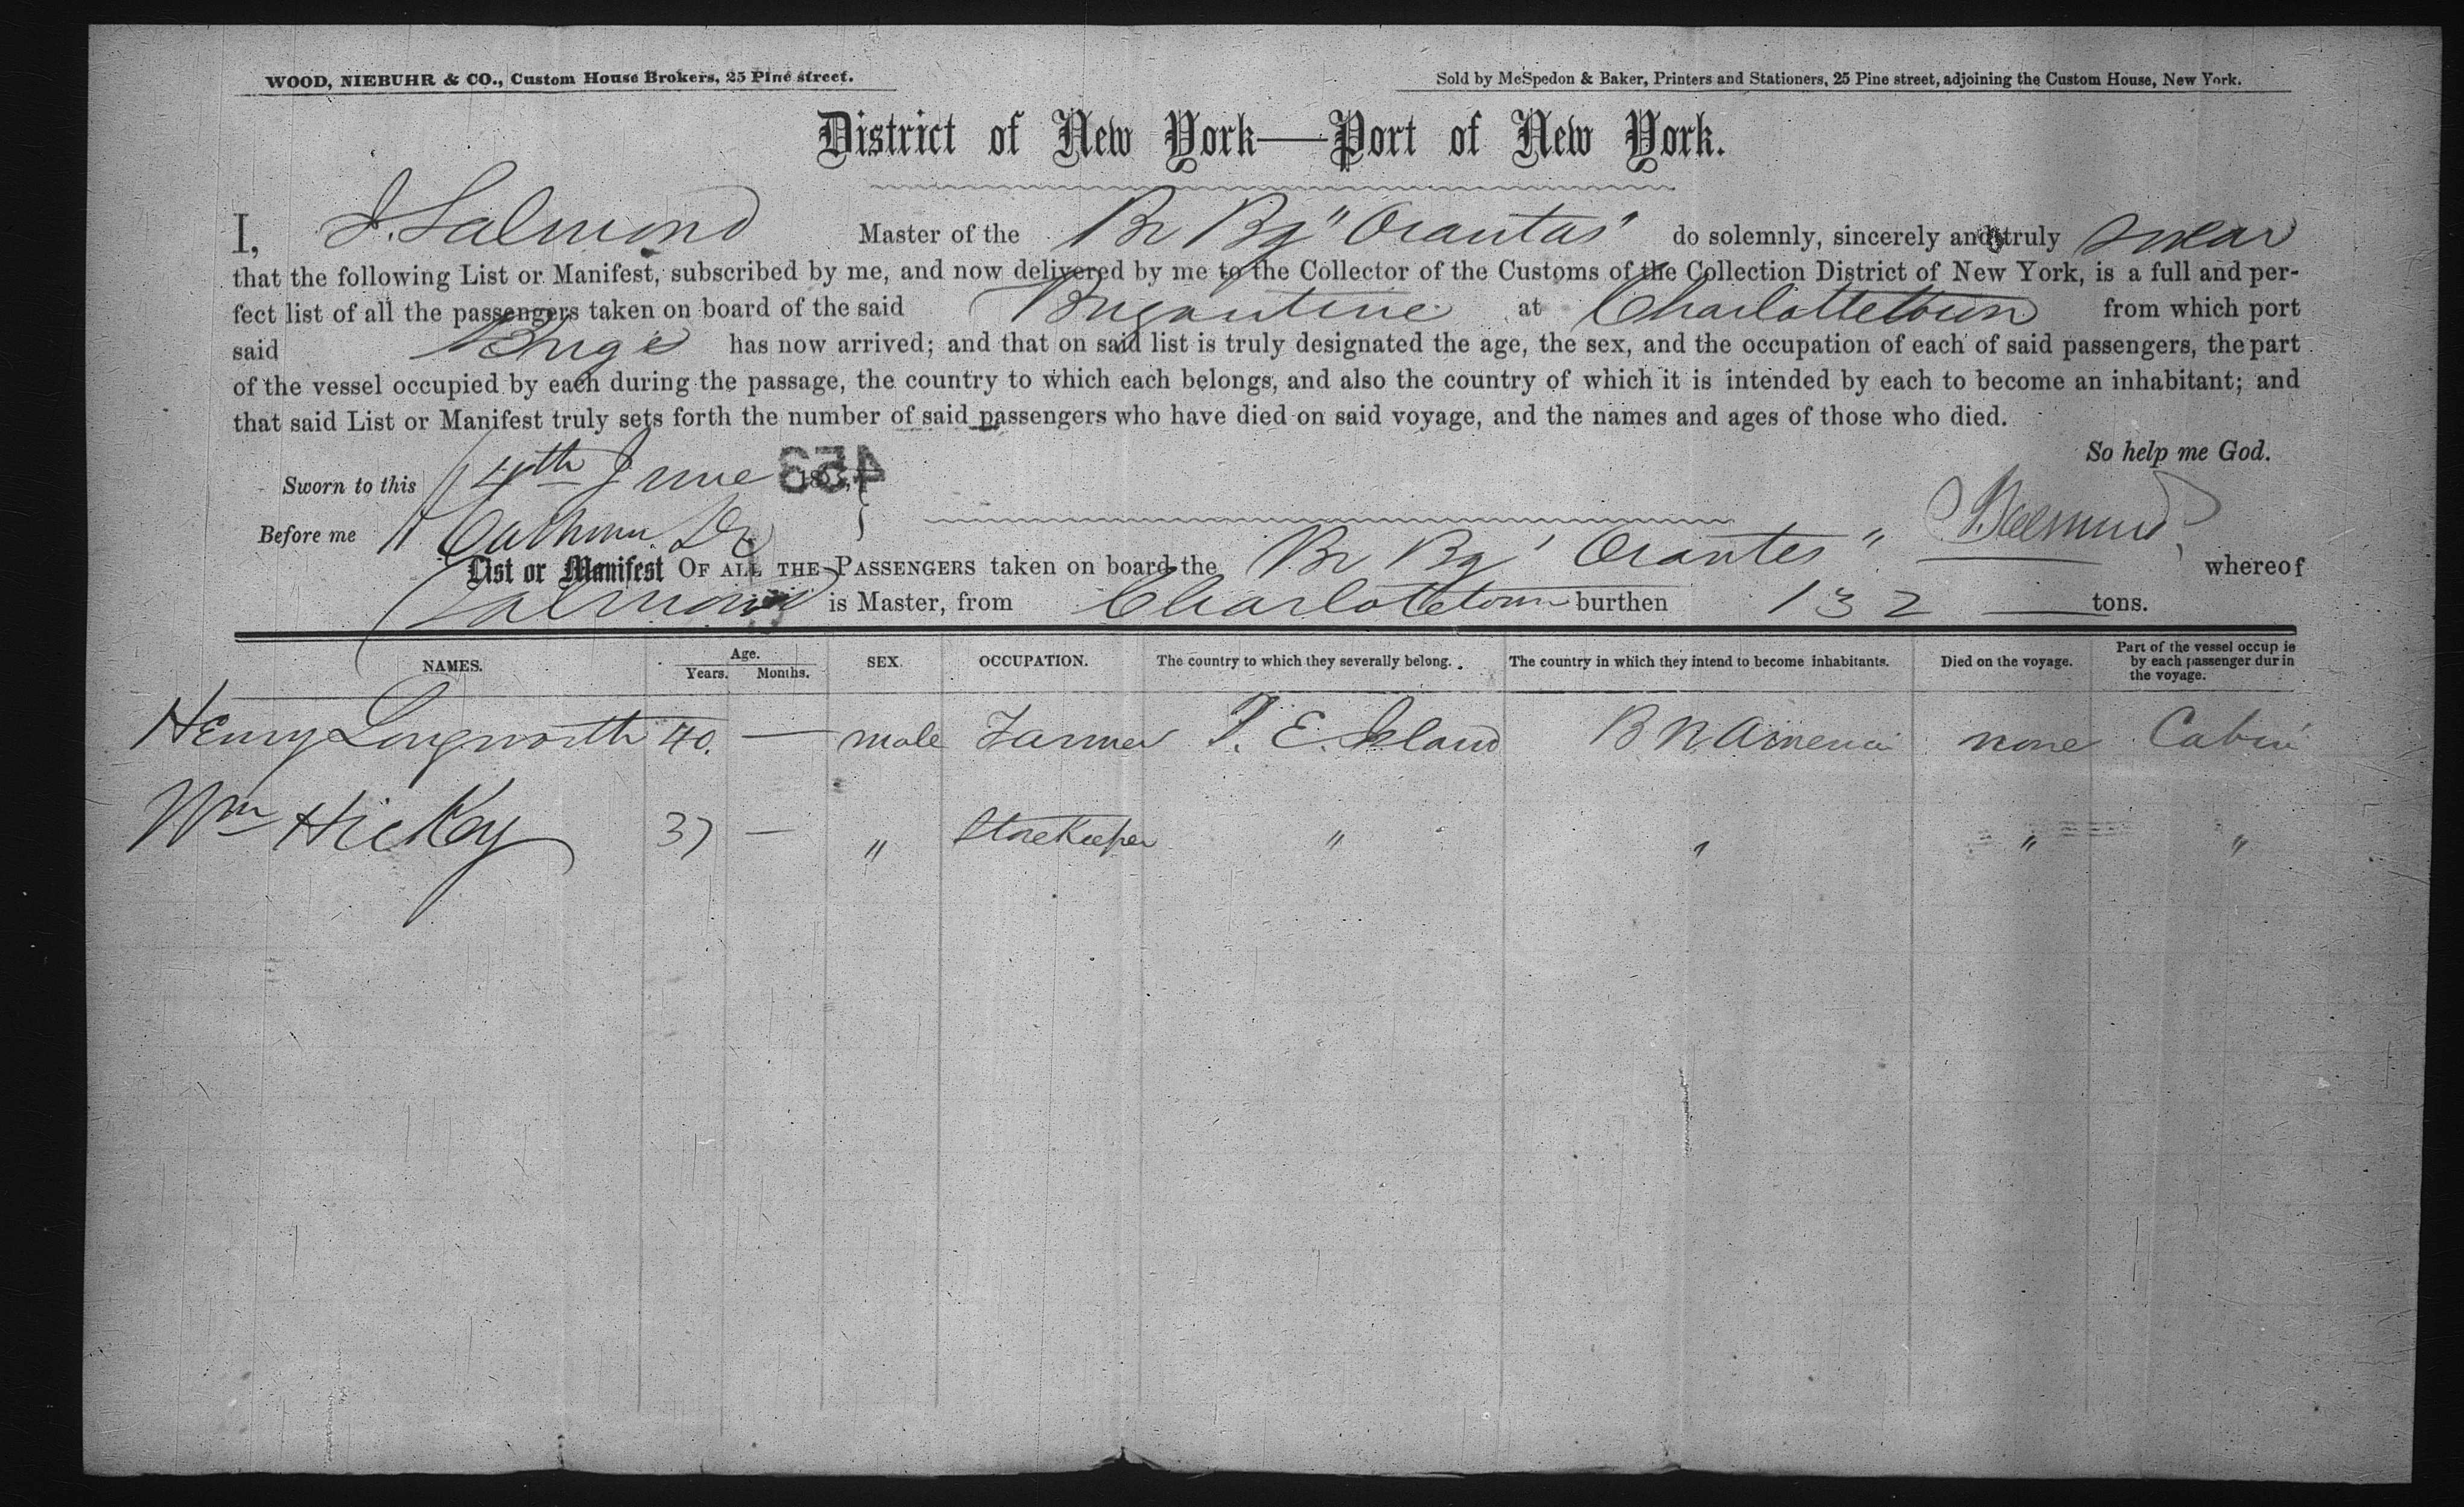 WOOD, NIEBUHR & CO., Custom House Brokers, 25 Pine street.
Sold by McSpedon & Baker, Printers and Stationers, 25 Pine street, adjoining the Custom House, New York.
District of New York—Port of New York.
I, J. Salmond Master of the Br Bg "Orantas" do solemnly, sincerely and truly swear
that the following List or Manifest, subscribed by me, and now delivered by me to the Collector of the Customs of the Collection District of New York, is a full and per-
fect list of all the passengers taken on board of the said Brigantine at Charlottetown from which port
said Brig has now arrived; and that on said list is truly designated the age, the sex, and the occupation of each of said passengers, the part
of the vessel occupied by each during the passage, the country to which each belongs, and also the country of which it is intended by each to become an inhabitant; and
that said List or Manifest truly sets forth the number of said passengers who have died on said voyage, and the names and ages of those who died.
So help me God.
Sworn to this 14th June 453
Before me Calhoun J Salmond
List or Manifest OF ALL THE PASSENGERS taken on board the Br Bg "Orantes" whereof
Salmond is Master, from Charlottetown burthen 132 tons.
NAMES. Age. Years. Months. SEX. OCCUPATION. The country to which they severally belong. The country in which they intend to become inhabitants. Died on the voyage. Part of the vessel occup ie by each passenger dur in the voyage.
Henry Longworth 40. — male Farmer P. E. Island B N America none Cabin
Wm Hickey 37 — " StoreKeeper " " " "